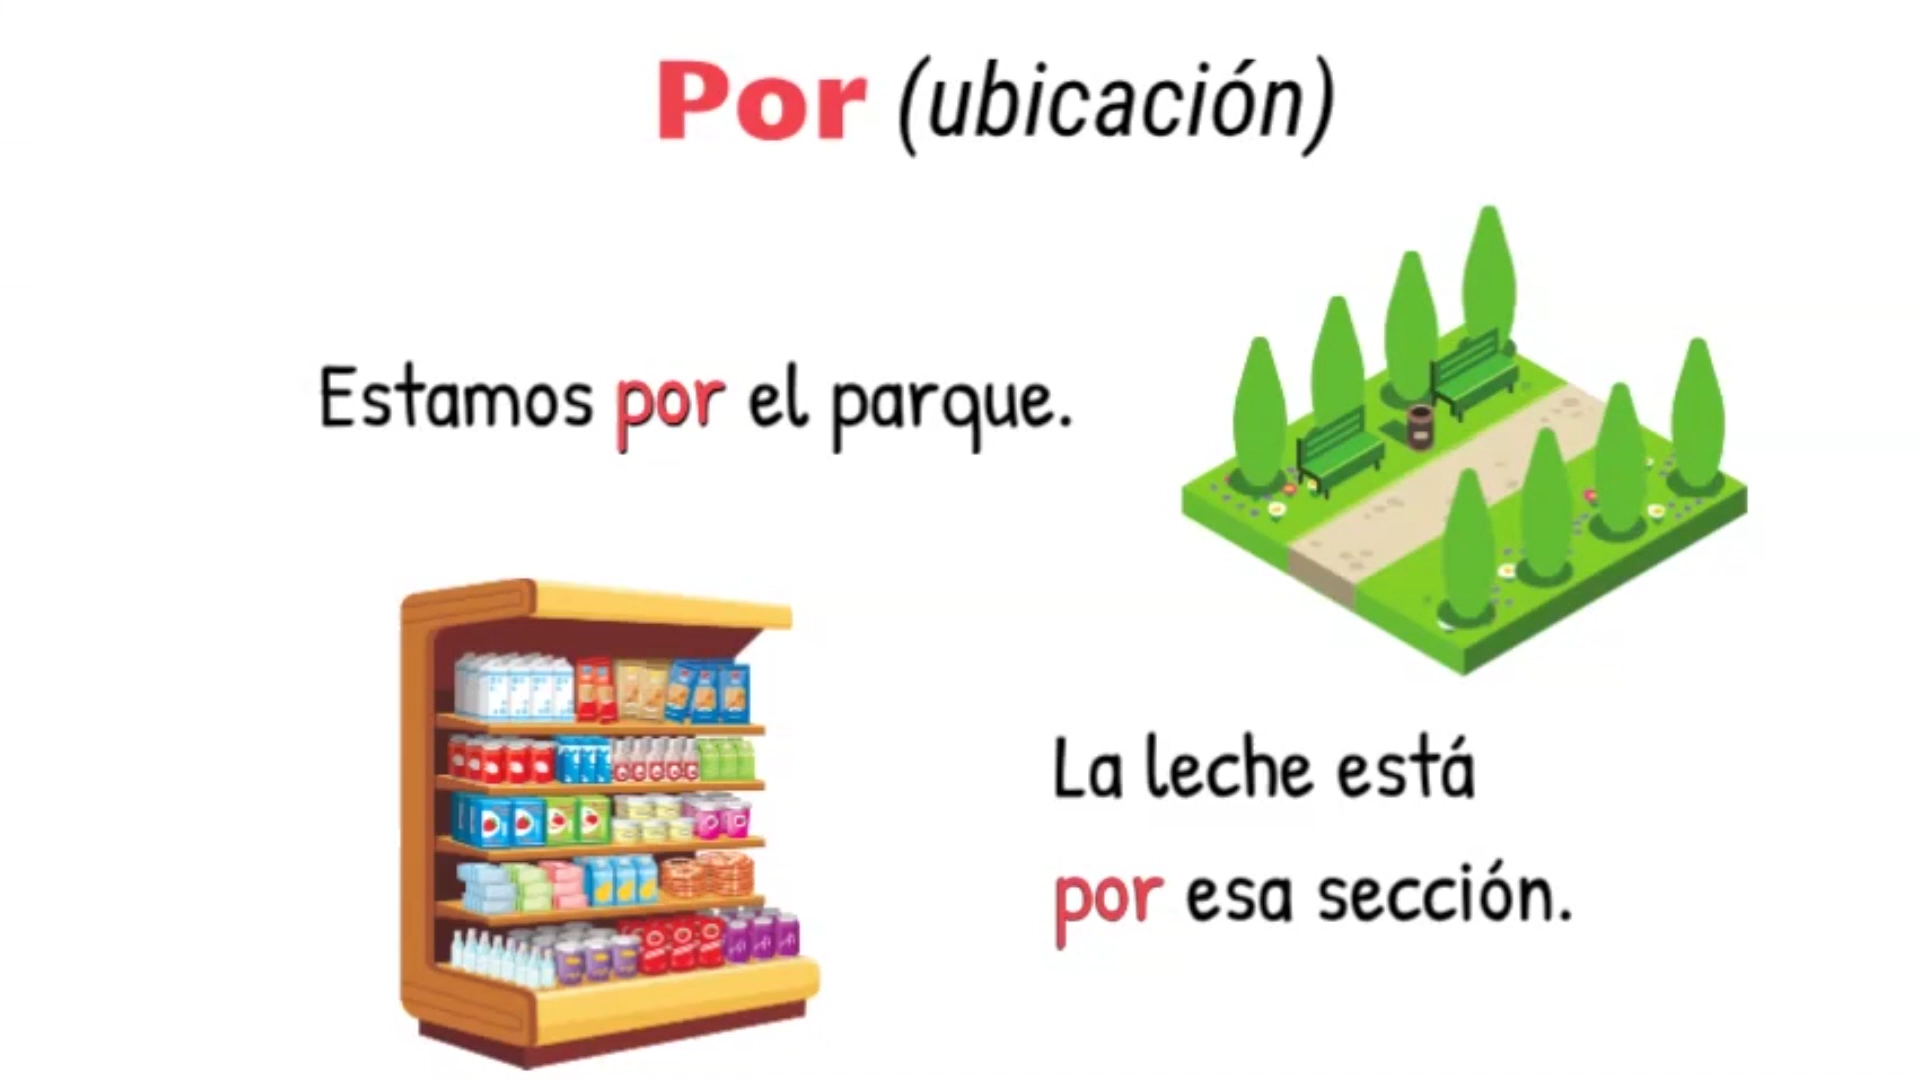 Por (ubicación)
Estamos por el parque.
La leche está
por esa sección.